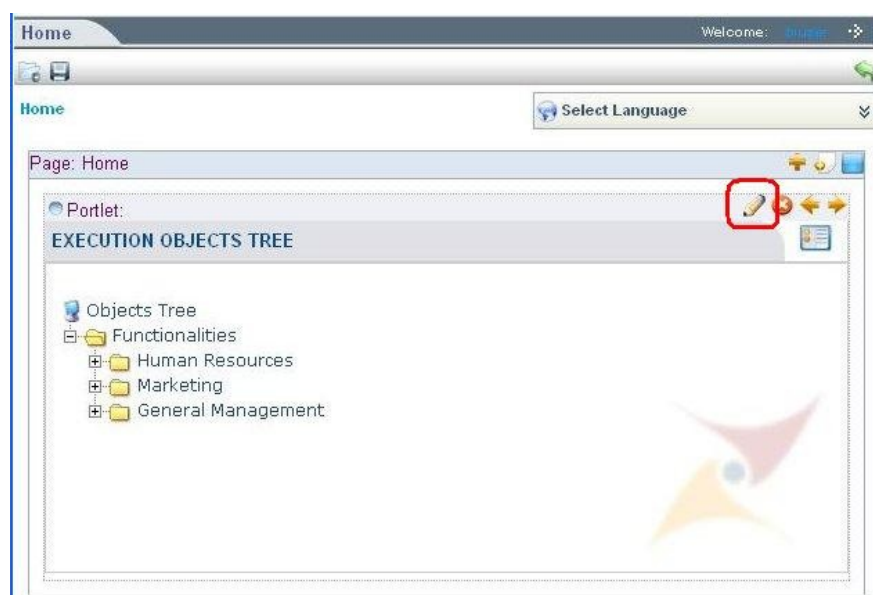 Home
Welcome: biuser
Home
Select Language
Page: Home
Portlet:
EXECUTION OBJECTS TREE
Objects Tree
Functionalities
Human Resources
Marketing
General Management